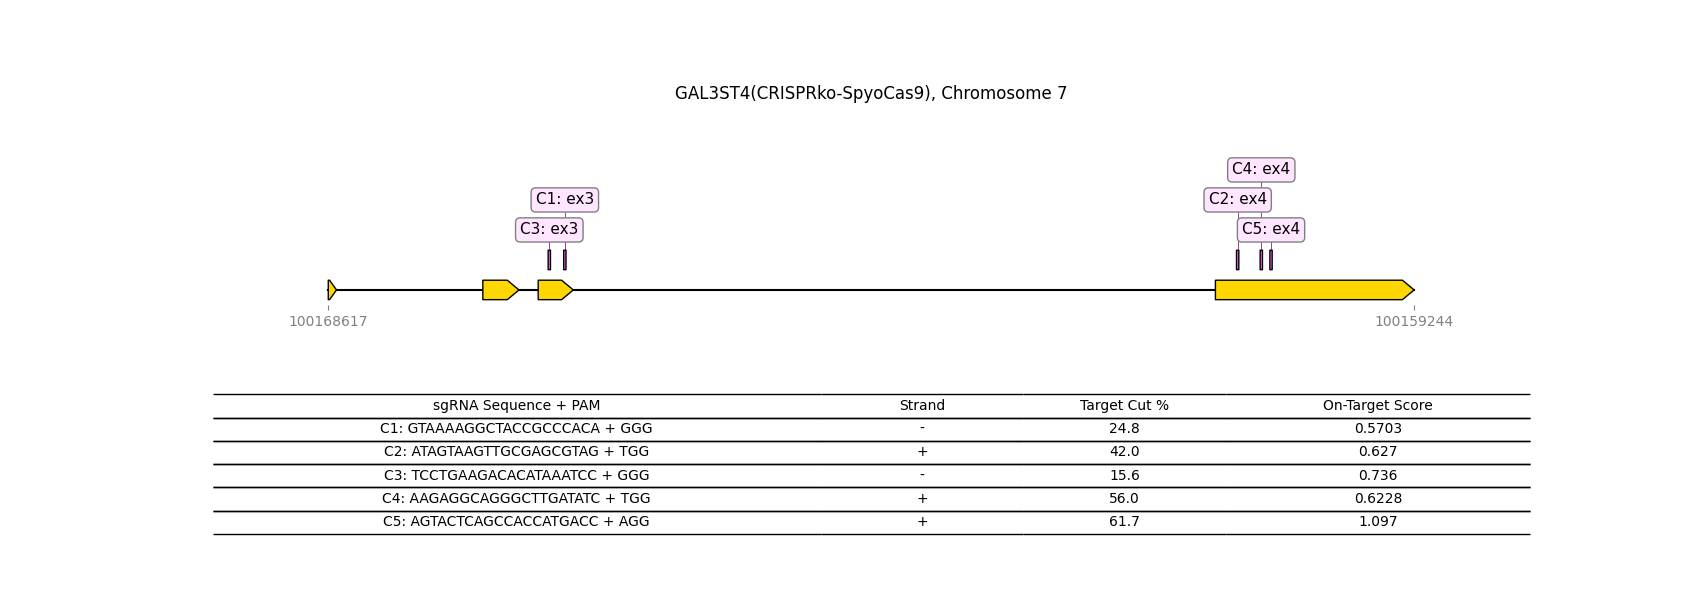 GAL3ST4(CRISPRko-SpyoCas9), Chromosome 7
C4: ex4
C1: ex3 C2: ex4
C3: ex3 C5: ex4
100168617 100159244
sgRNA Sequence + PAM Strand Target Cut % On-Target Score
C1: GTAAAAGGCTACCGCCCACA + GGG - 24.8 0.5703
C2: ATAGTAAGTTGCGAGCGTAG + TGG + 42.0 0.627
C3: TCCTGAAGACACATAAATCC + GGG - 15.6 0.736
C4: AAGAGGCAGGGCTTGATATC + TGG + 56.0 0.6228
C5: AGTACTCAGCCACCATGACC + AGG + 61.7 1.097